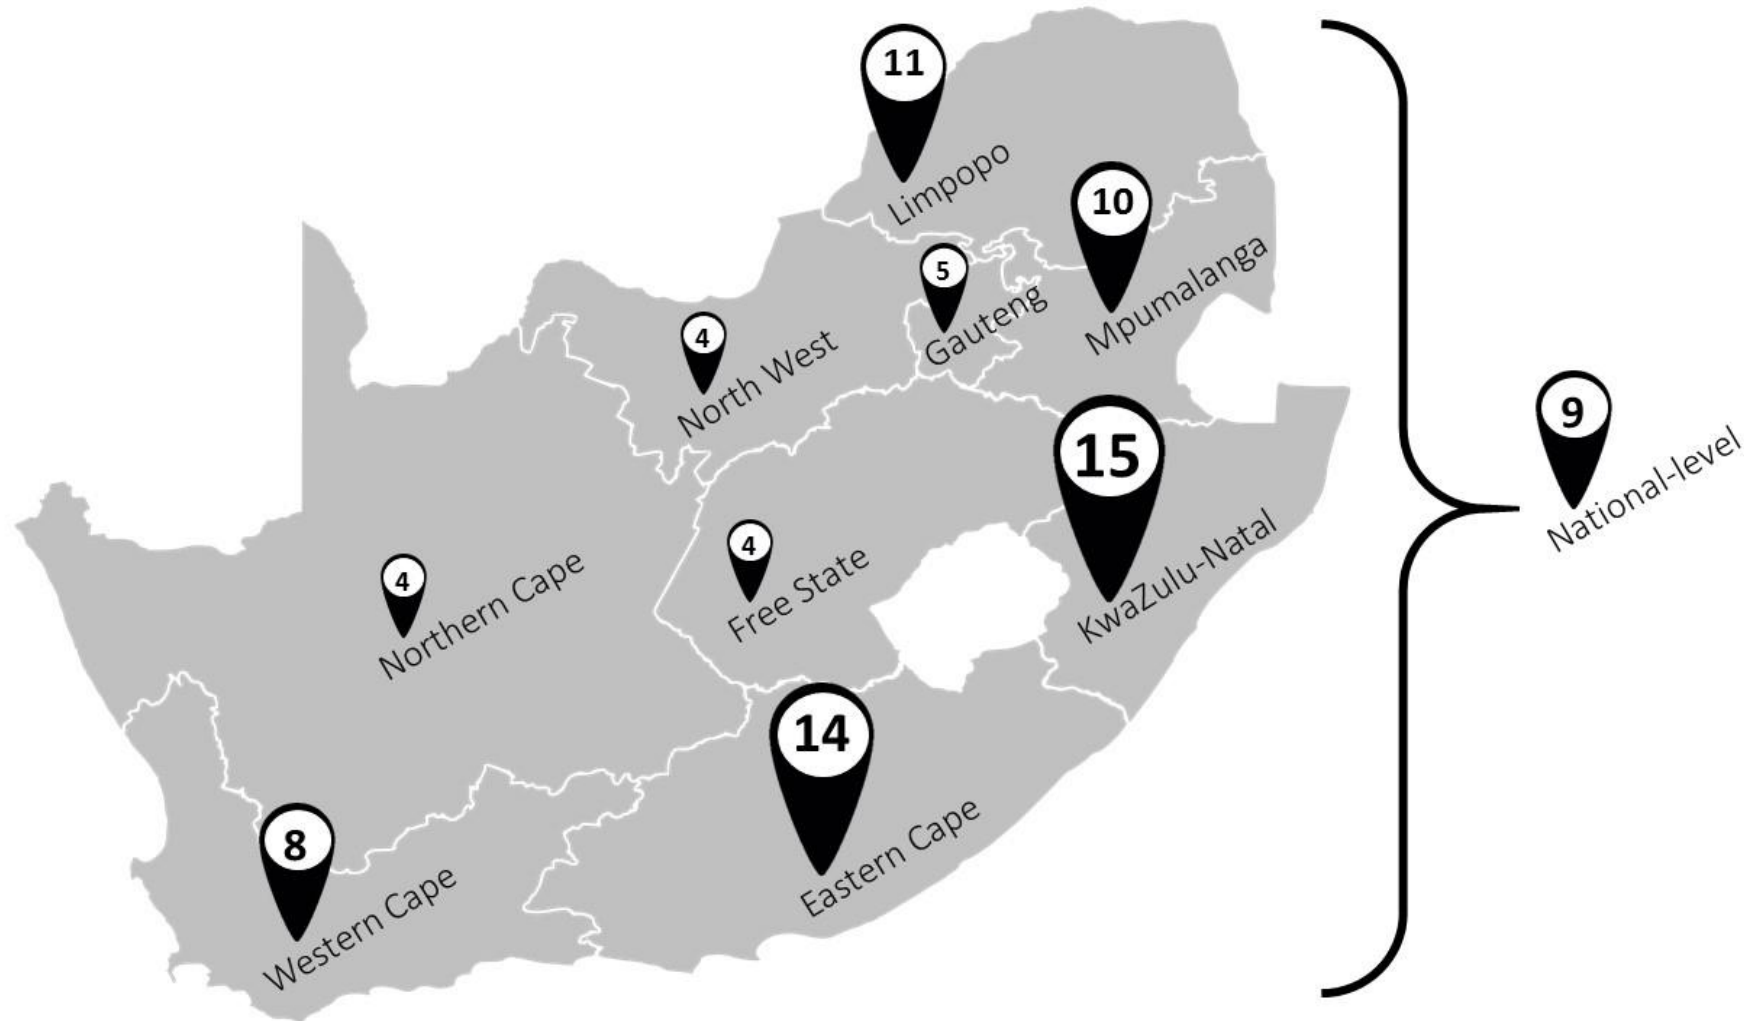 11
Limpopo
10
Mpumalanga
5
Gauteng
4
North West
15
KwaZulu-Natal
9
National-level
4
Free State
4
Northern Cape
14
Eastern Cape
8
Western Cape